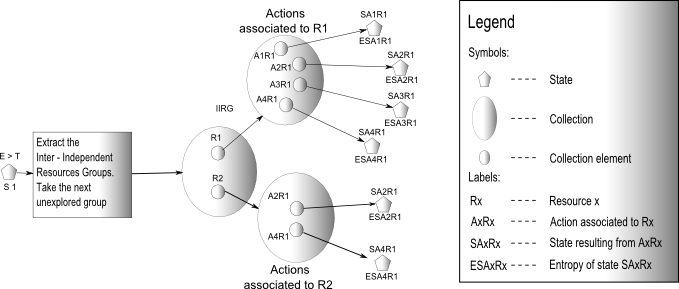 E > T
S 1
Extract the
Inter - Independent
Resources Groups.
Take the next
unexplored group
IIRG
R1
R2
Actions
associated to R1
A1R1
A2R1
A3R1
A4R1
SA1R1
ESA1R1
SA2R1
ESA2R1
SA3R1
ESA3R1
SA4R1
ESA4R1
A2R1
A4R1
SA2R1
ESA2R1
SA4R1
ESA4R1
Actions
associated to R2
Legend
Symbols:
State
Collection
Collection element
Labels:
Rx ---- Resource x
AxRx ---- Action associated to Rx
SAxRx ---- State resulting from AxRx
ESAxRx ---- Entropy of state SAxRx